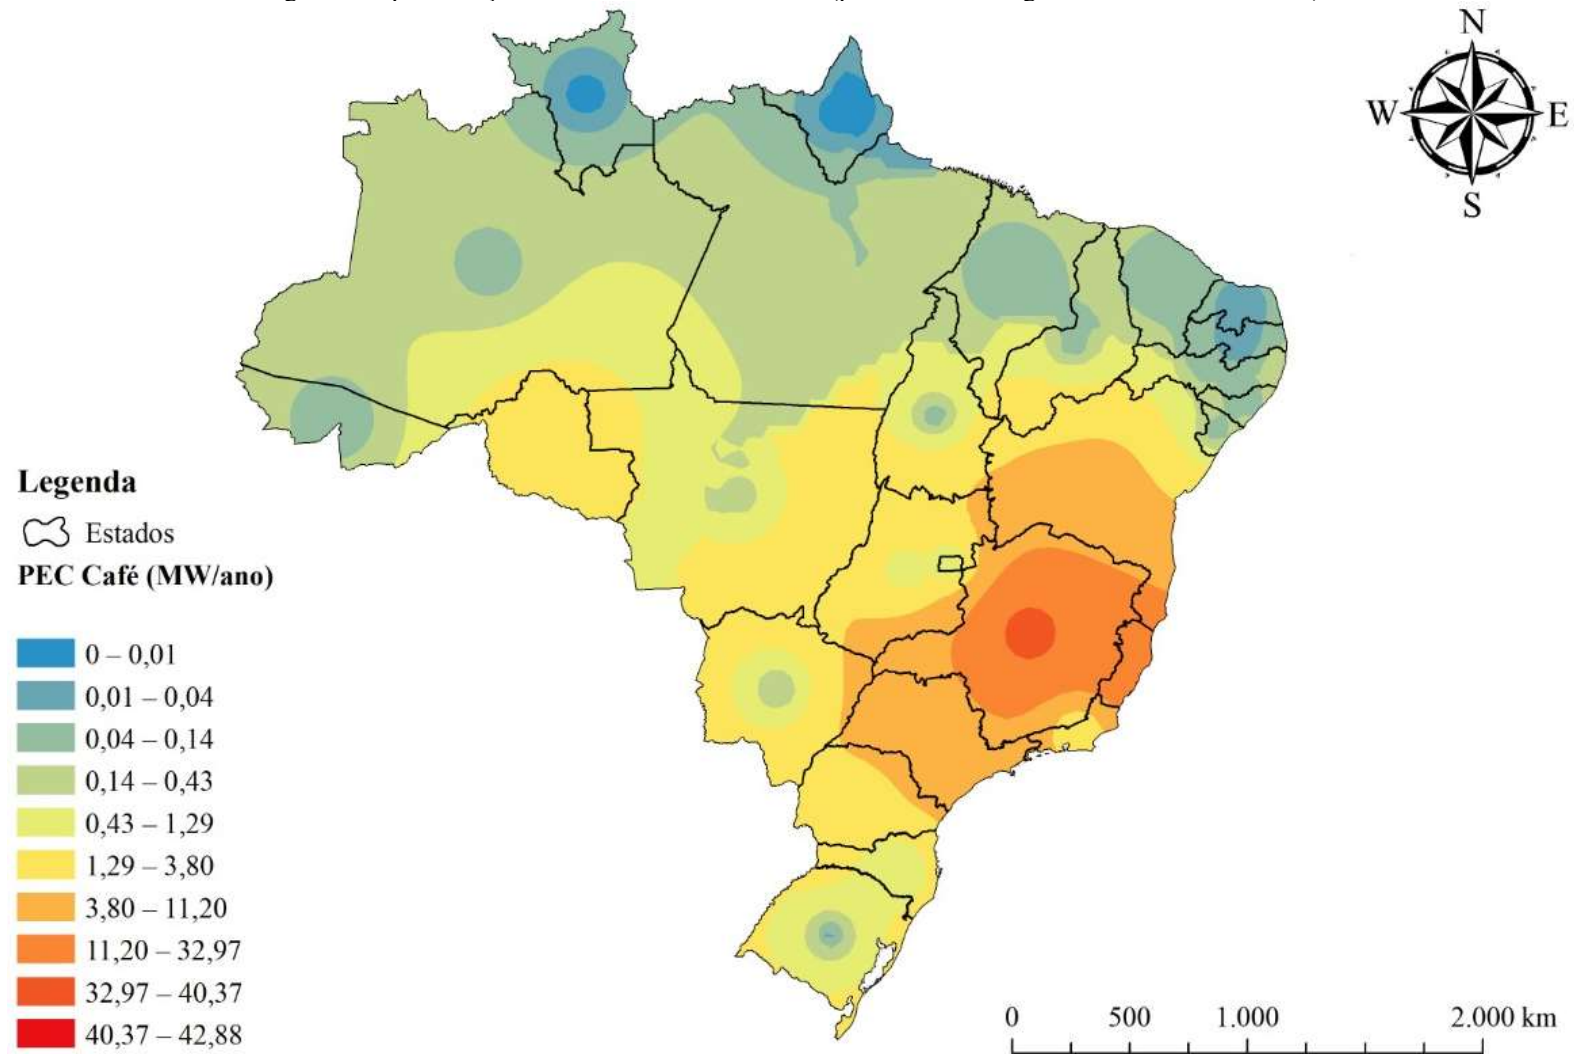 N
W
E
S
Legenda
Estados
PEC Café (MW/ano)
0 – 0,01
0,01 – 0,04
0,04 – 0,14
0,14 – 0,43
0,43 – 1,29
1,29 – 3,80
3,80 – 11,20
11,20 – 32,97
32,97 – 40,37
40,37 – 42,88
0 500 1.000 2.000 km